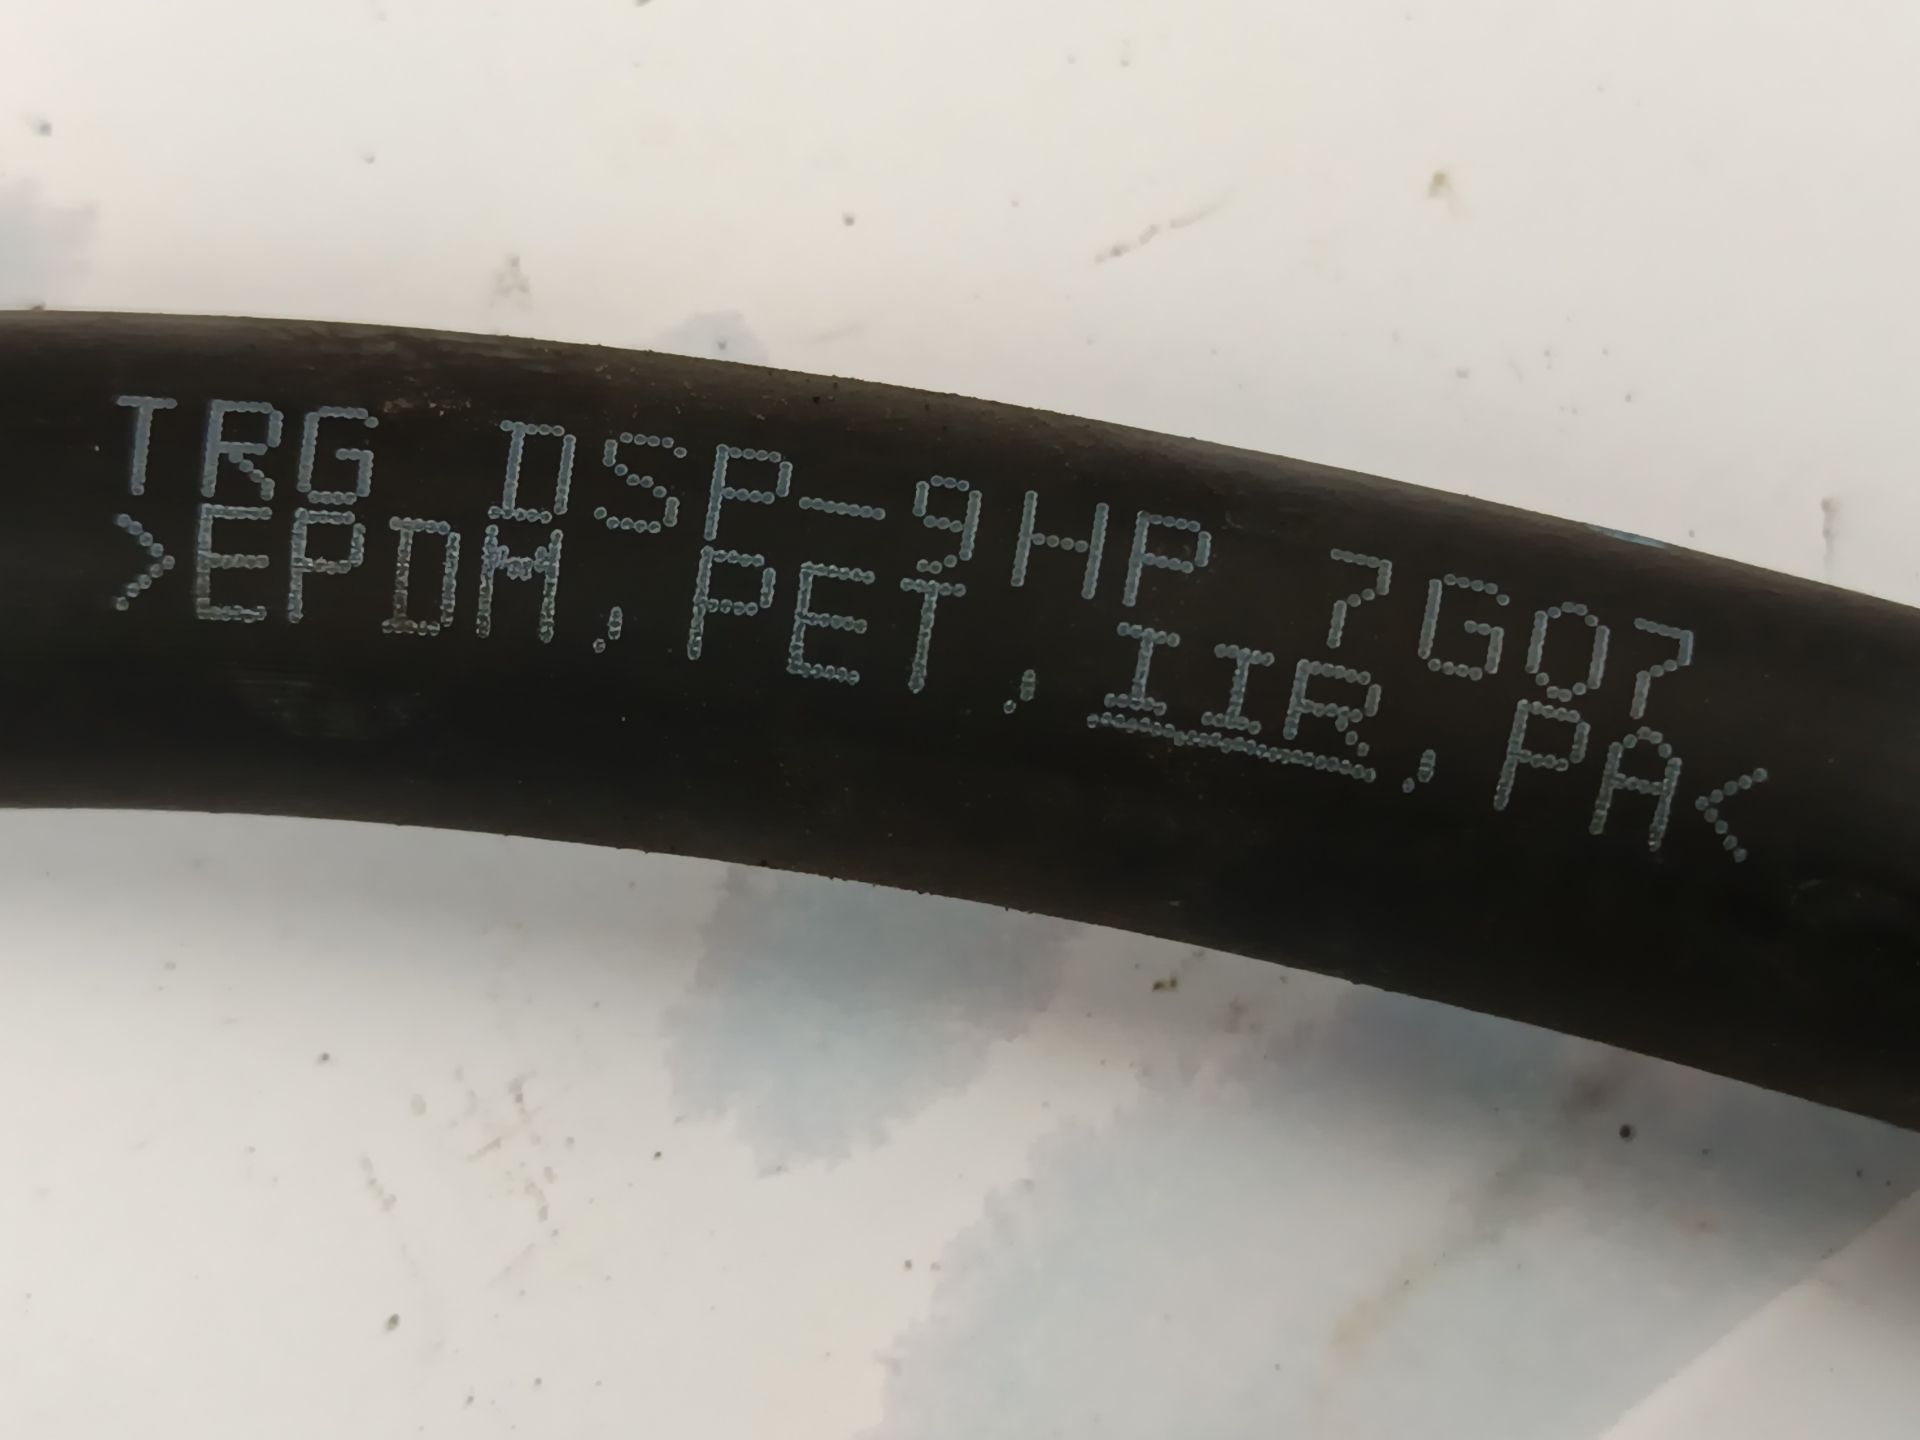 TRG DSP-9HP 7G07
>EPDM,PET,IIR,PA<